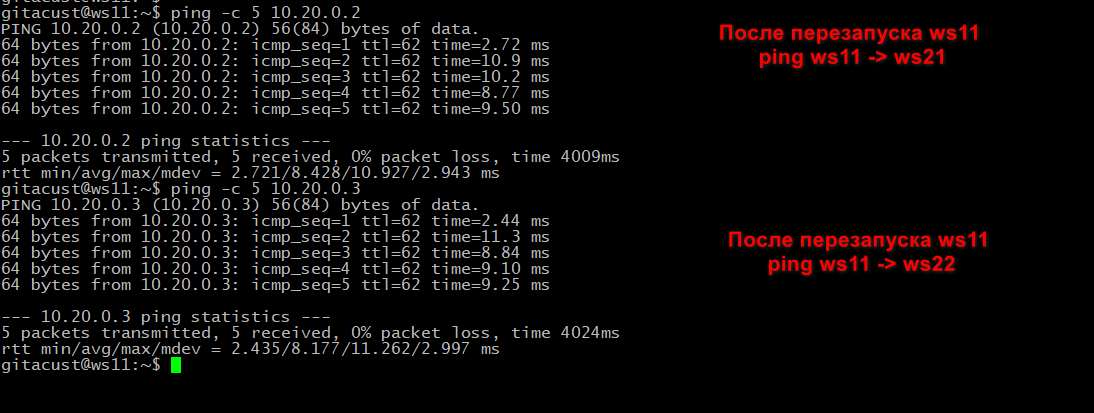 gitacust@ws11:~$ ping -c 5 10.20.0.2
PING 10.20.0.2 (10.20.0.2) 56(84) bytes of data.
64 bytes from 10.20.0.2: icmp_seq=1 ttl=62 time=2.72 ms
64 bytes from 10.20.0.2: icmp_seq=2 ttl=62 time=10.9 ms
64 bytes from 10.20.0.2: icmp_seq=3 ttl=62 time=10.2 ms
64 bytes from 10.20.0.2: icmp_seq=4 ttl=62 time=8.77 ms
64 bytes from 10.20.0.2: icmp_seq=5 ttl=62 time=9.50 ms
После перезапуска ws11
ping ws11 -> ws21
--- 10.20.0.2 ping statistics ---
5 packets transmitted, 5 received, 0% packet loss, time 4009ms
rtt min/avg/max/mdev = 2.721/8.428/10.927/2.943 ms
gitacust@ws11:~$ ping -c 5 10.20.0.3
PING 10.20.0.3 (10.20.0.3) 56(84) bytes of data.
64 bytes from 10.20.0.3: icmp_seq=1 ttl=62 time=2.44 ms
64 bytes from 10.20.0.3: icmp_seq=2 ttl=62 time=11.3 ms
64 bytes from 10.20.0.3: icmp_seq=3 ttl=62 time=8.84 ms
64 bytes from 10.20.0.3: icmp_seq=4 ttl=62 time=9.10 ms
64 bytes from 10.20.0.3: icmp_seq=5 ttl=62 time=9.25 ms
После перезапуска ws11
ping ws11 -> ws22
--- 10.20.0.3 ping statistics ---
5 packets transmitted, 5 received, 0% packet loss, time 4024ms
rtt min/avg/max/mdev = 2.435/8.177/11.262/2.997 ms
gitacust@ws11:~$